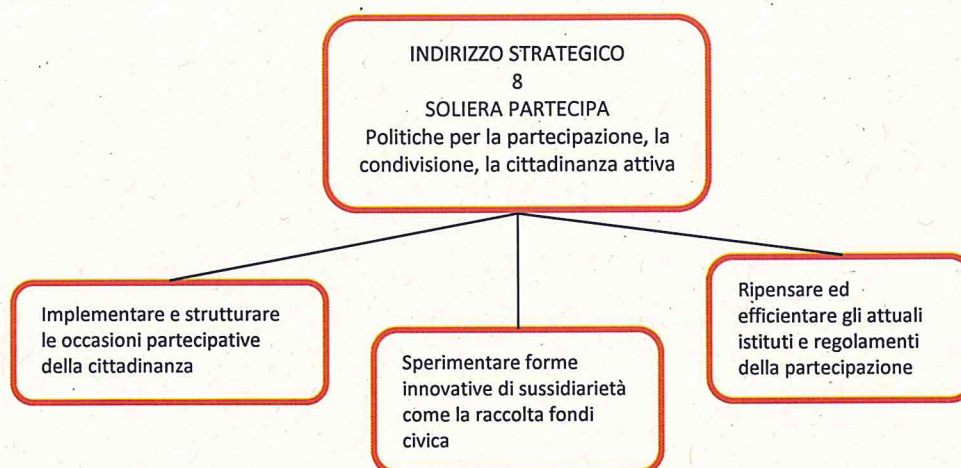 INDIRIZZO STRATEGICO
8
SOLIERA PARTECIPA
Politiche per la partecipazione, la
condivisione, la cittadinanza attiva
Implementare e strutturare
le occasioni partecipative
della cittadinanza
Sperimentare forme
innovative di sussidiarietà
come la raccolta fondi
civica
Ripensare ed
efficientare gli attuali
istituti e regolamenti
della partecipazione